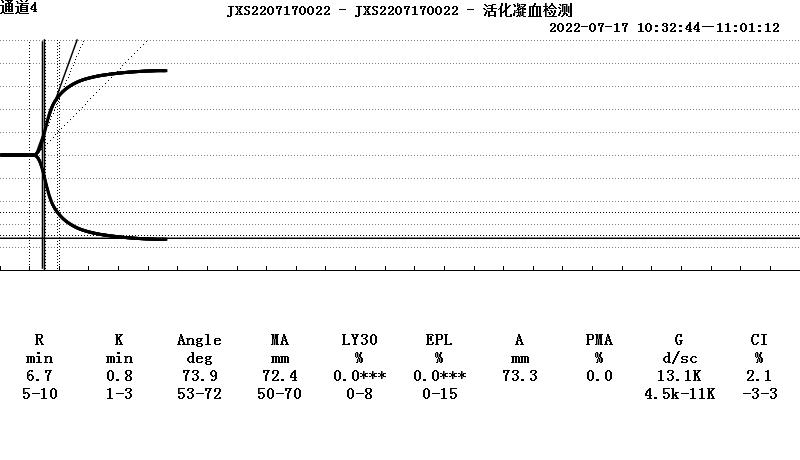 通道4
JXS2207170022 - JXS2207170022 - 活化凝血检测
2022-07-17 10:32:44-11:01:12
R K Angle MA LY30 EPL A PMA G CI
min min deg mm % % mm % d/sc %
6.7 0.8 73.9 72.4 0.0*** 0.0*** 73.3 0.0 13.1K 2.1
5-10 1-3 53-72 50-70 0-8 0-15 4.5k-11K -3-3